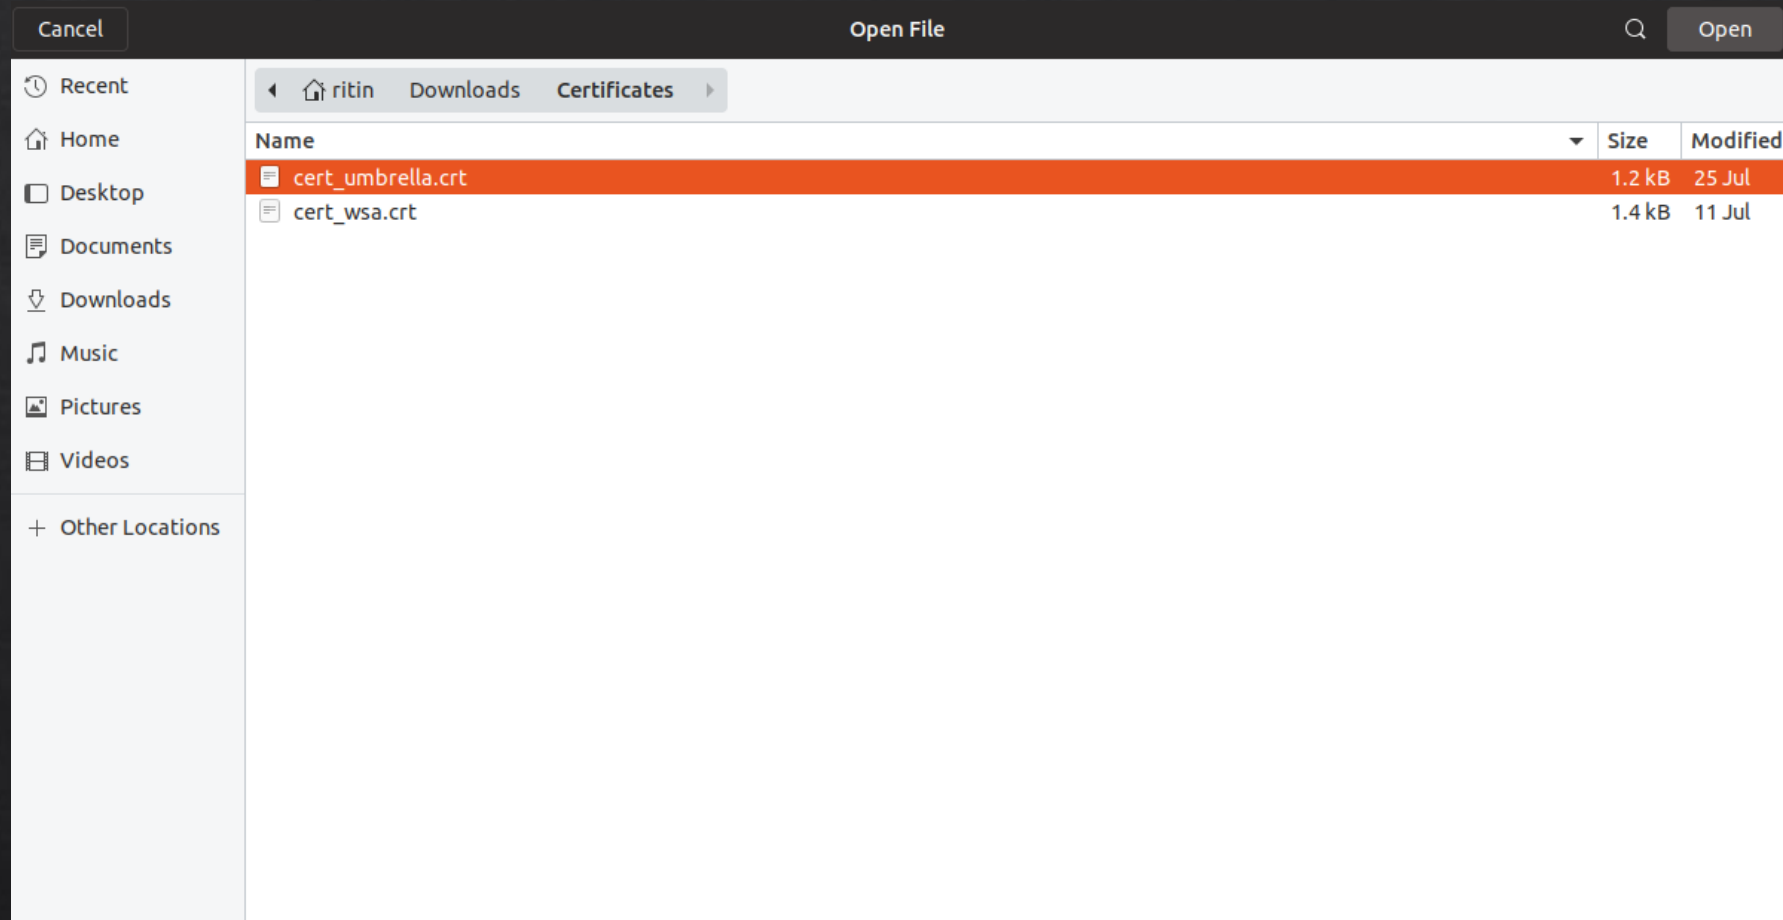 Cancel Open File Open
Recent
Home
Desktop
Documents
Downloads
Music
Pictures
Videos
Other Locations
ritin Downloads Certificates
Name Size Modified
cert_umbrella.crt 1.2 kB 25 Jul
cert_wsa.crt 1.4 kB 11 Jul